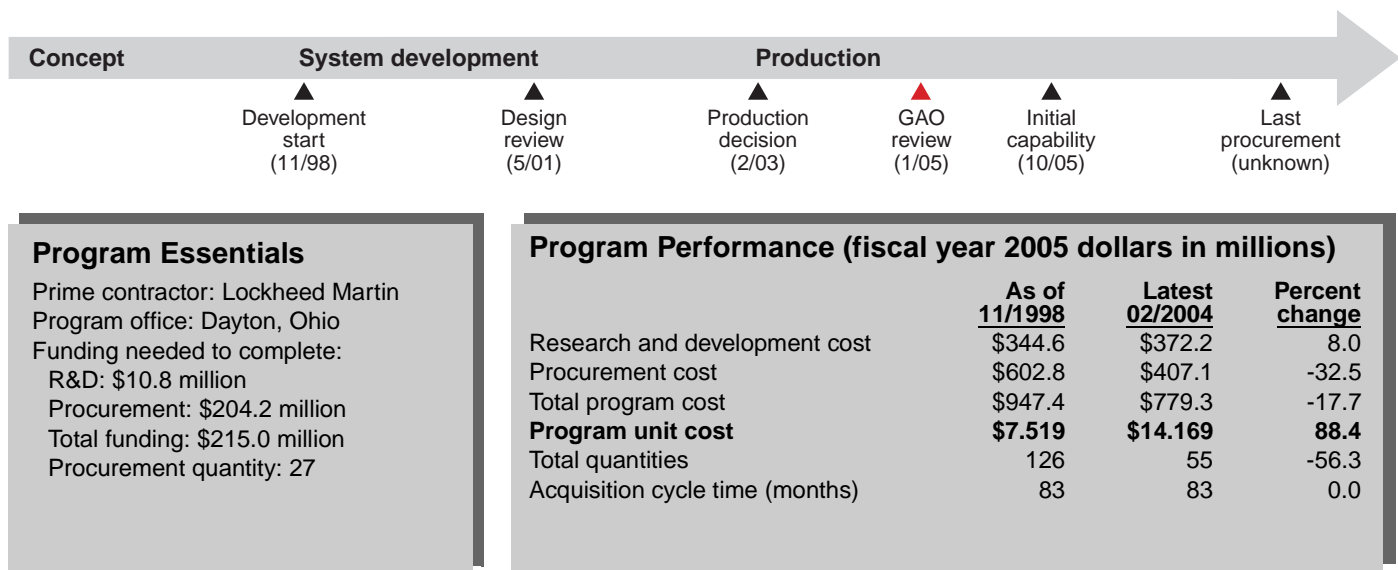 Concept System development Production
Development start (11/98)
Design review (5/01)
Production decision (2/03)
GAO review (1/05)
Initial capability (10/05)
Last procurement (unknown)
Program Essentials
Prime contractor: Lockheed Martin
Program office: Dayton, Ohio
Funding needed to complete:
R&D: $10.8 million
Procurement: $204.2 million
Total funding: $215.0 million
Procurement quantity: 27
Program Performance (fiscal year 2005 dollars in millions)
As of 11/1998 Latest 02/2004 Percent change
Research and development cost $344.6 $372.2 8.0
Procurement cost $602.8 $407.1 -32.5
Total program cost $947.4 $779.3 -17.7
Program unit cost $7.519 $14.169 88.4
Total quantities 126 55 -56.3
Acquisition cycle time (months) 83 83 0.0